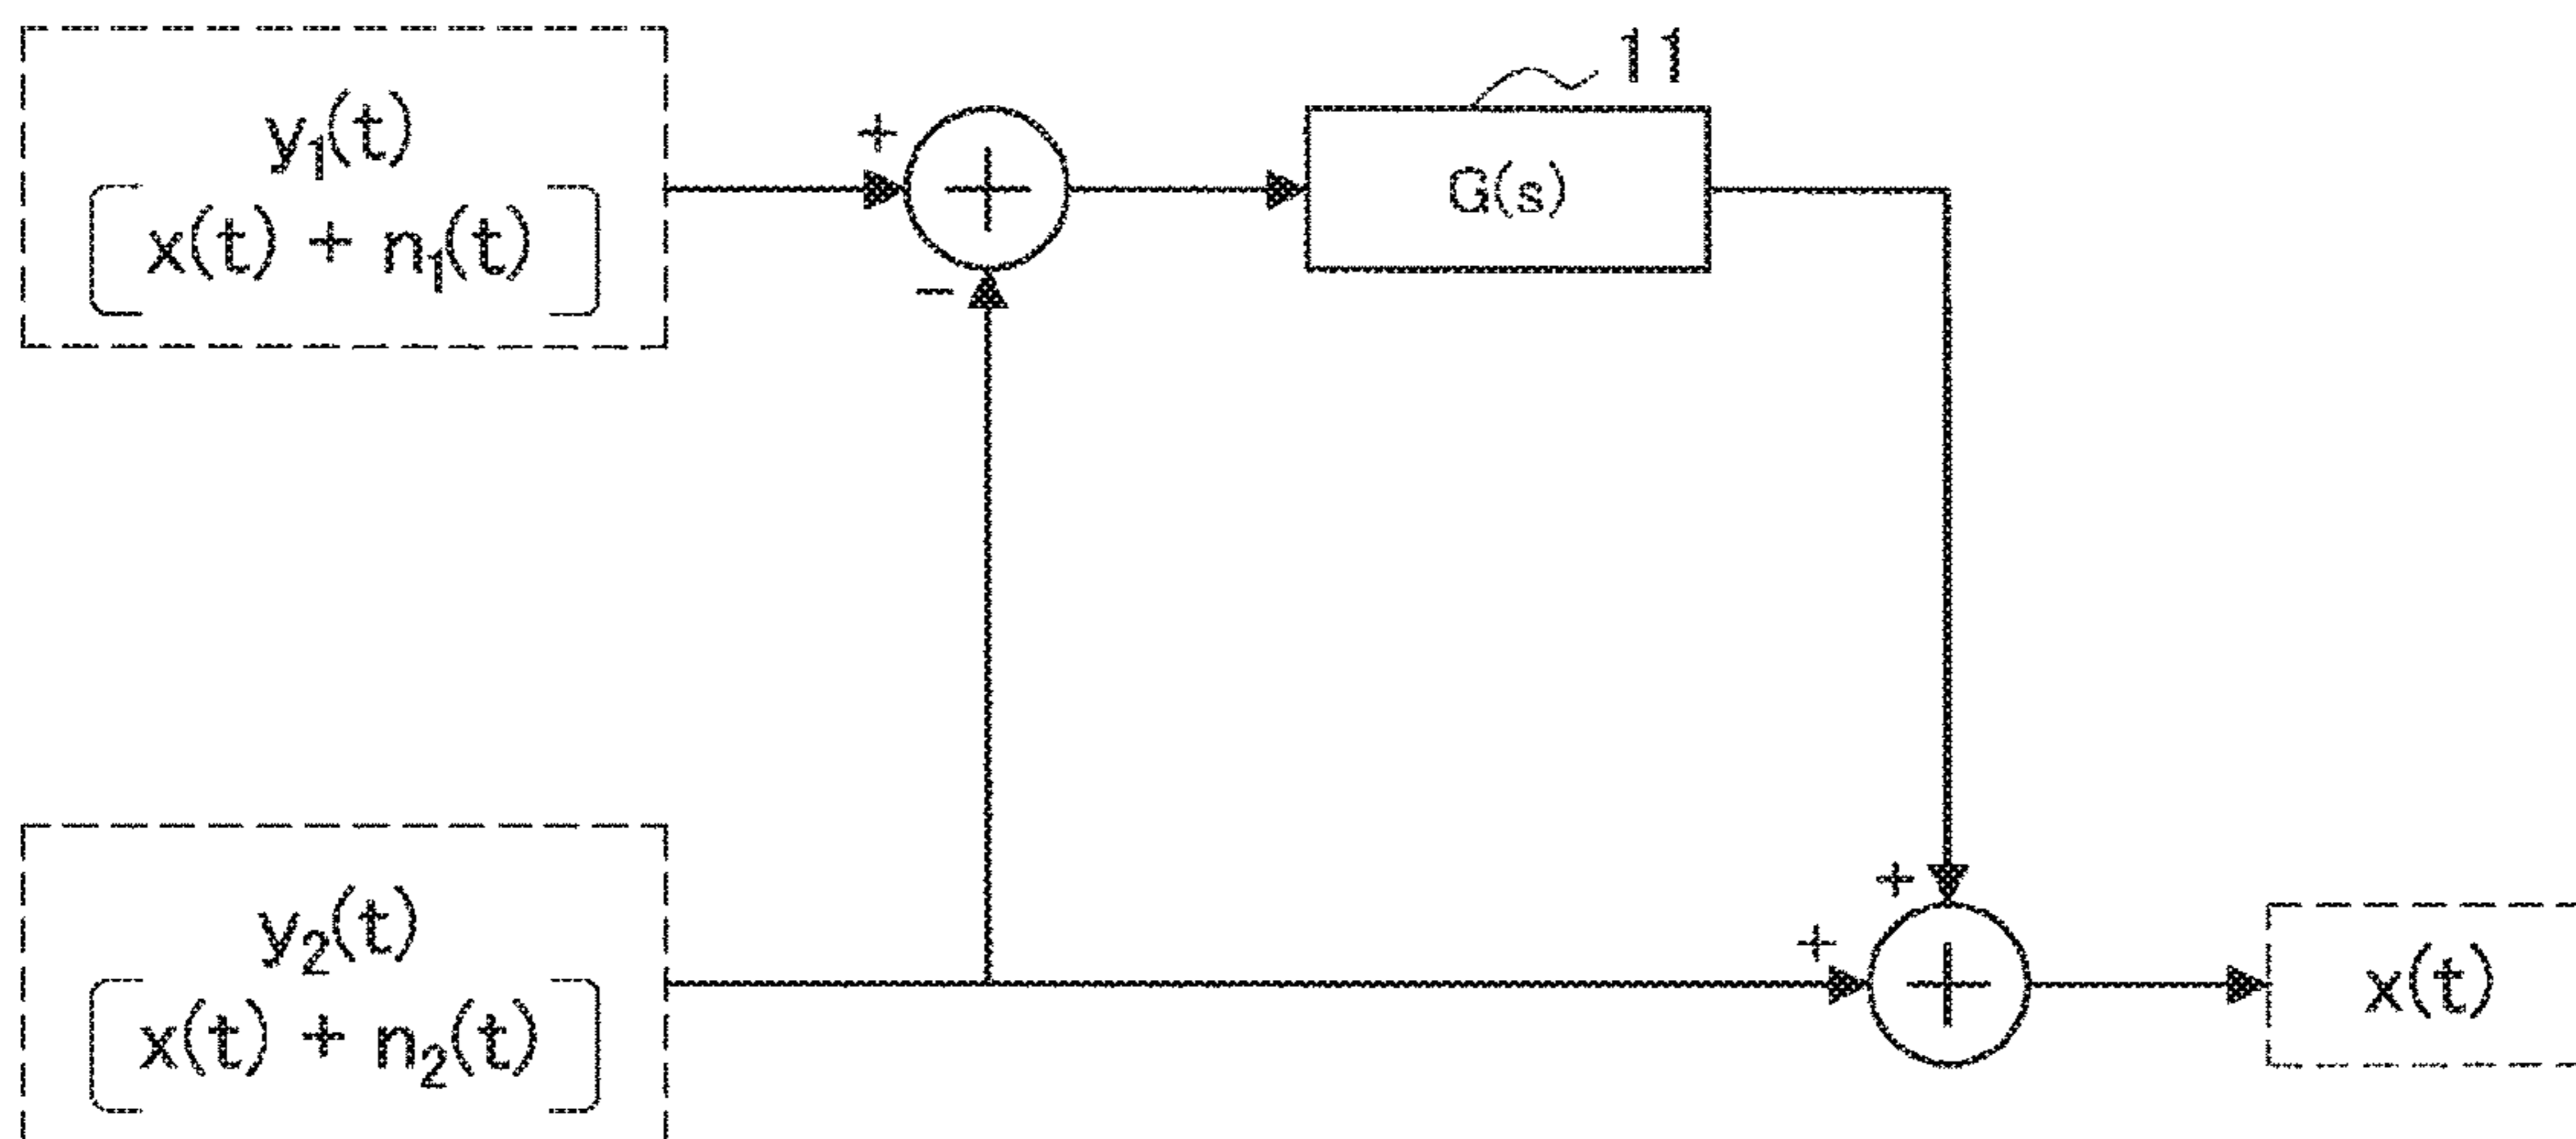 11
y₁(t)
x(t) + n₁(t)
+
−
G(s)
y₂(t)
x(t) + n₂(t)
+
+
x(t)